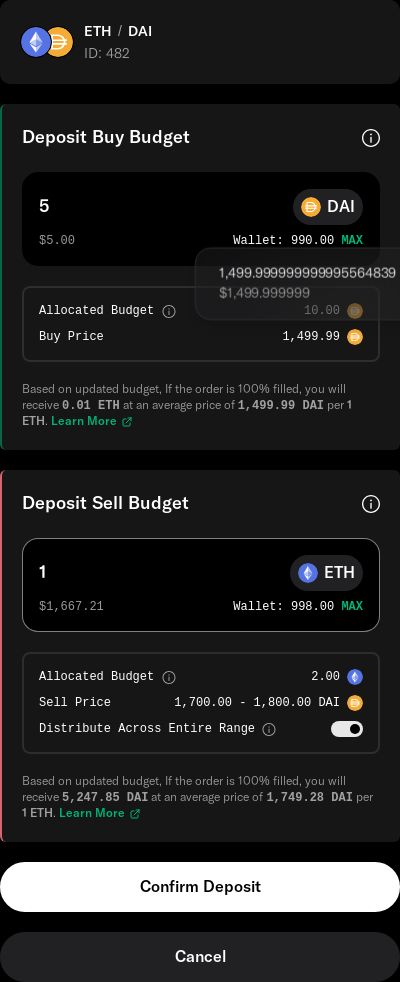 ETH / DAI
ID: 482
Deposit Buy Budget
5
DAI
$5.00
Wallet: 990.00 MAX
1,499.999999999995564839
$1,499.999999
Allocated Budget
10.00
Buy Price
1,499.99
Based on updated budget, If the order is 100% filled, you will
receive 0.01 ETH at an average price of 1,499.99 DAI per 1
ETH. Learn More
Deposit Sell Budget
1
ETH
$1,667.21
Wallet: 998.00 MAX
Allocated Budget
2.00
Sell Price
1,700.00 - 1,800.00 DAI
Distribute Across Entire Range
Based on updated budget, If the order is 100% filled, you will
receive 5,247.85 DAI at an average price of 1,749.28 DAI per
1 ETH. Learn More
Confirm Deposit
Cancel